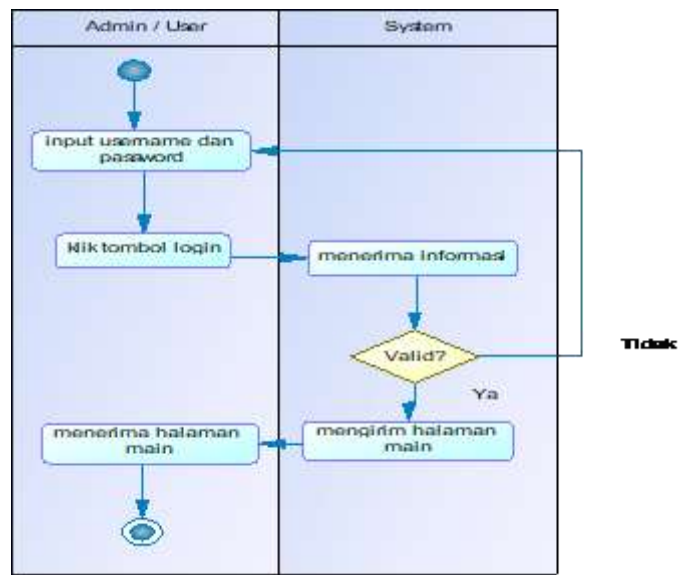 Admin / User
System
input username dan
password
klik tombol login
menerima informasi
Valid?
Tidak
Ya
menerima halaman
main
mengirim halaman
main